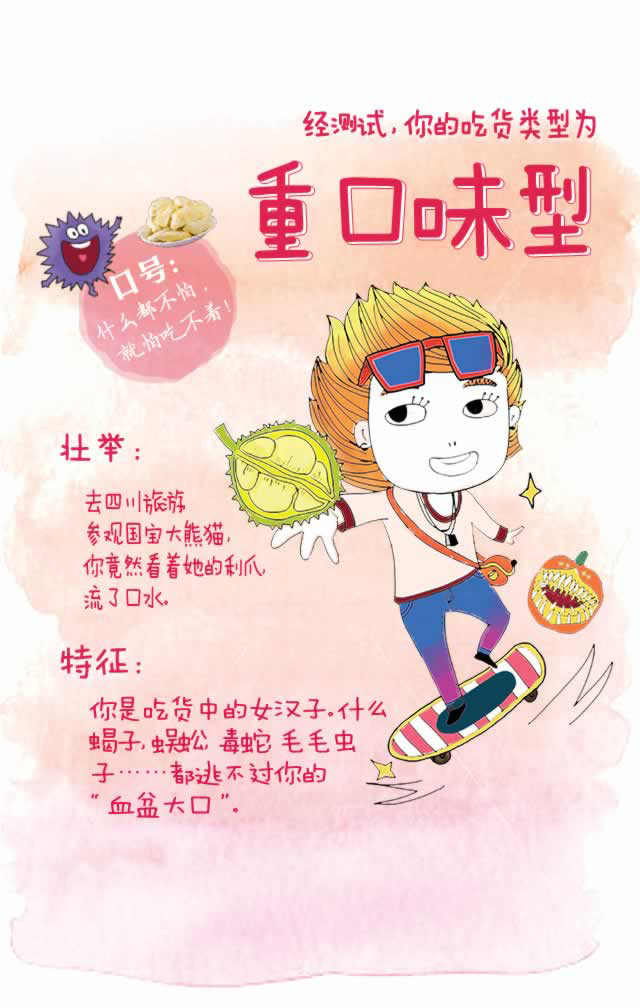 经测试，你的吃货类型为
重口味型
口号：
什么都不怕，
就怕吃不着！
壮举：
去四川旅游
参观国宝大熊猫，
你竟然看着她的利爪，
流了口水。
特征：
你是吃货中的女汉子。什么
蝎子，蜈蚣，毒蛇 毛毛虫
子……都逃不过你的
“血盆大口”。